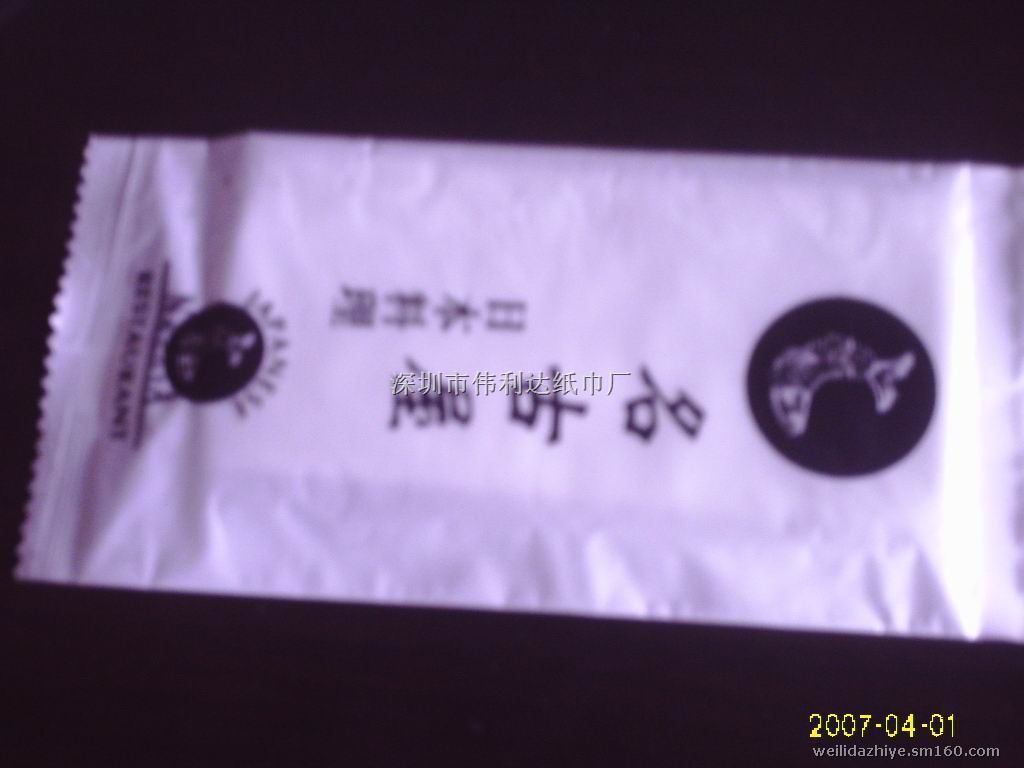 名古屋
日本料理
JAPANESE
RESTAURANT
深圳市伟利达纸巾厂
2007-04-01
weilidazhiye.sm160.com